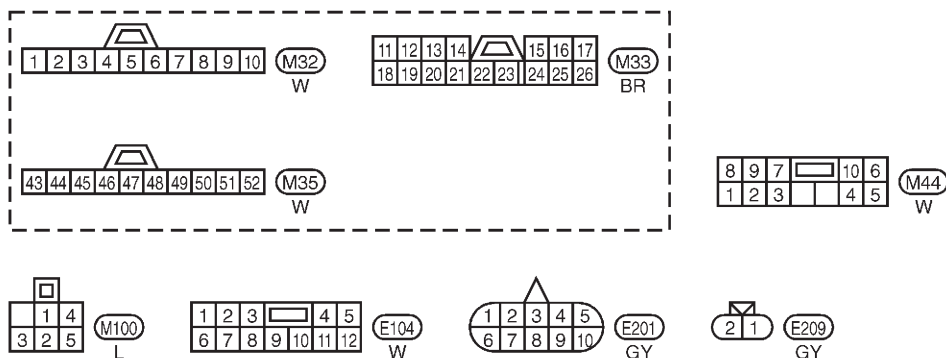 1 2 3 4 5 6 7 8 9 10 M32
W
11 12 13 14 15 16 17
18 19 20 21 22 23 24 25 26
M33
BR
43 44 45 46 47 48 49 50 51 52 M35
W
8 9 7 10 6
1 2 3 4 5
M44
W
1 4
3 2 5
M100
L
1 2 3 4 5
6 7 8 9 10 11 12
E104
W
1 2 3 4 5
6 7 8 9 10
E201
GY
2 1 E209
GY